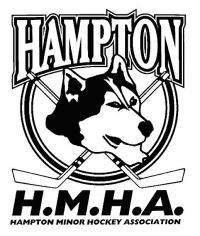 HAMPTON
H.M.H.A.
HAMPTON MINOR HOCKEY ASSOCIATION